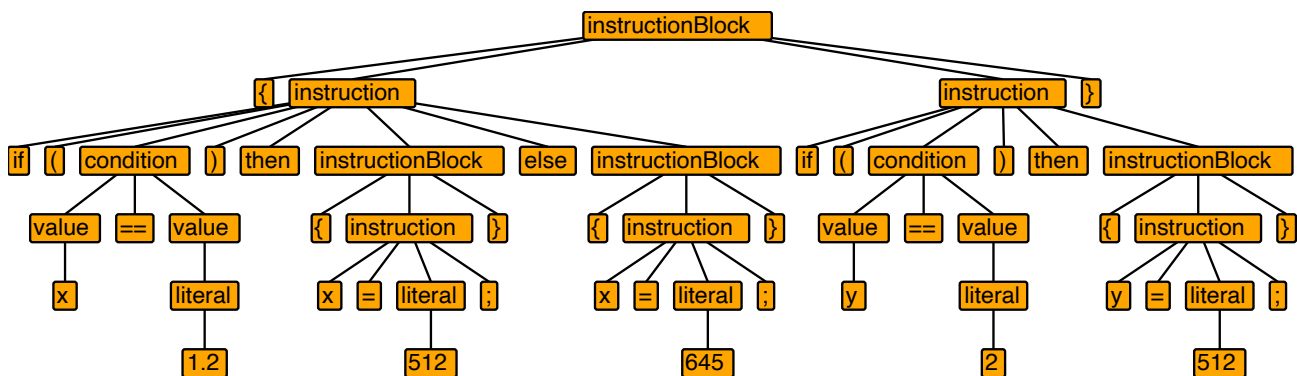 instructionBlock
{ instruction instruction }
if ( condition ) then instructionBlock else instructionBlock if ( condition ) then instructionBlock
value == value { instruction } { instruction } value == value { instruction }
x literal x = literal ; x = literal ; y literal y = literal ;
1.2 512 645 2 512